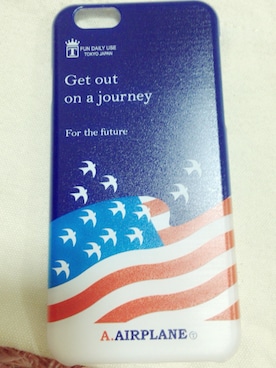 FUN DAILY USE
TOKYO JAPAN
Get out
on a journey
For the future
A.AIRPLANE